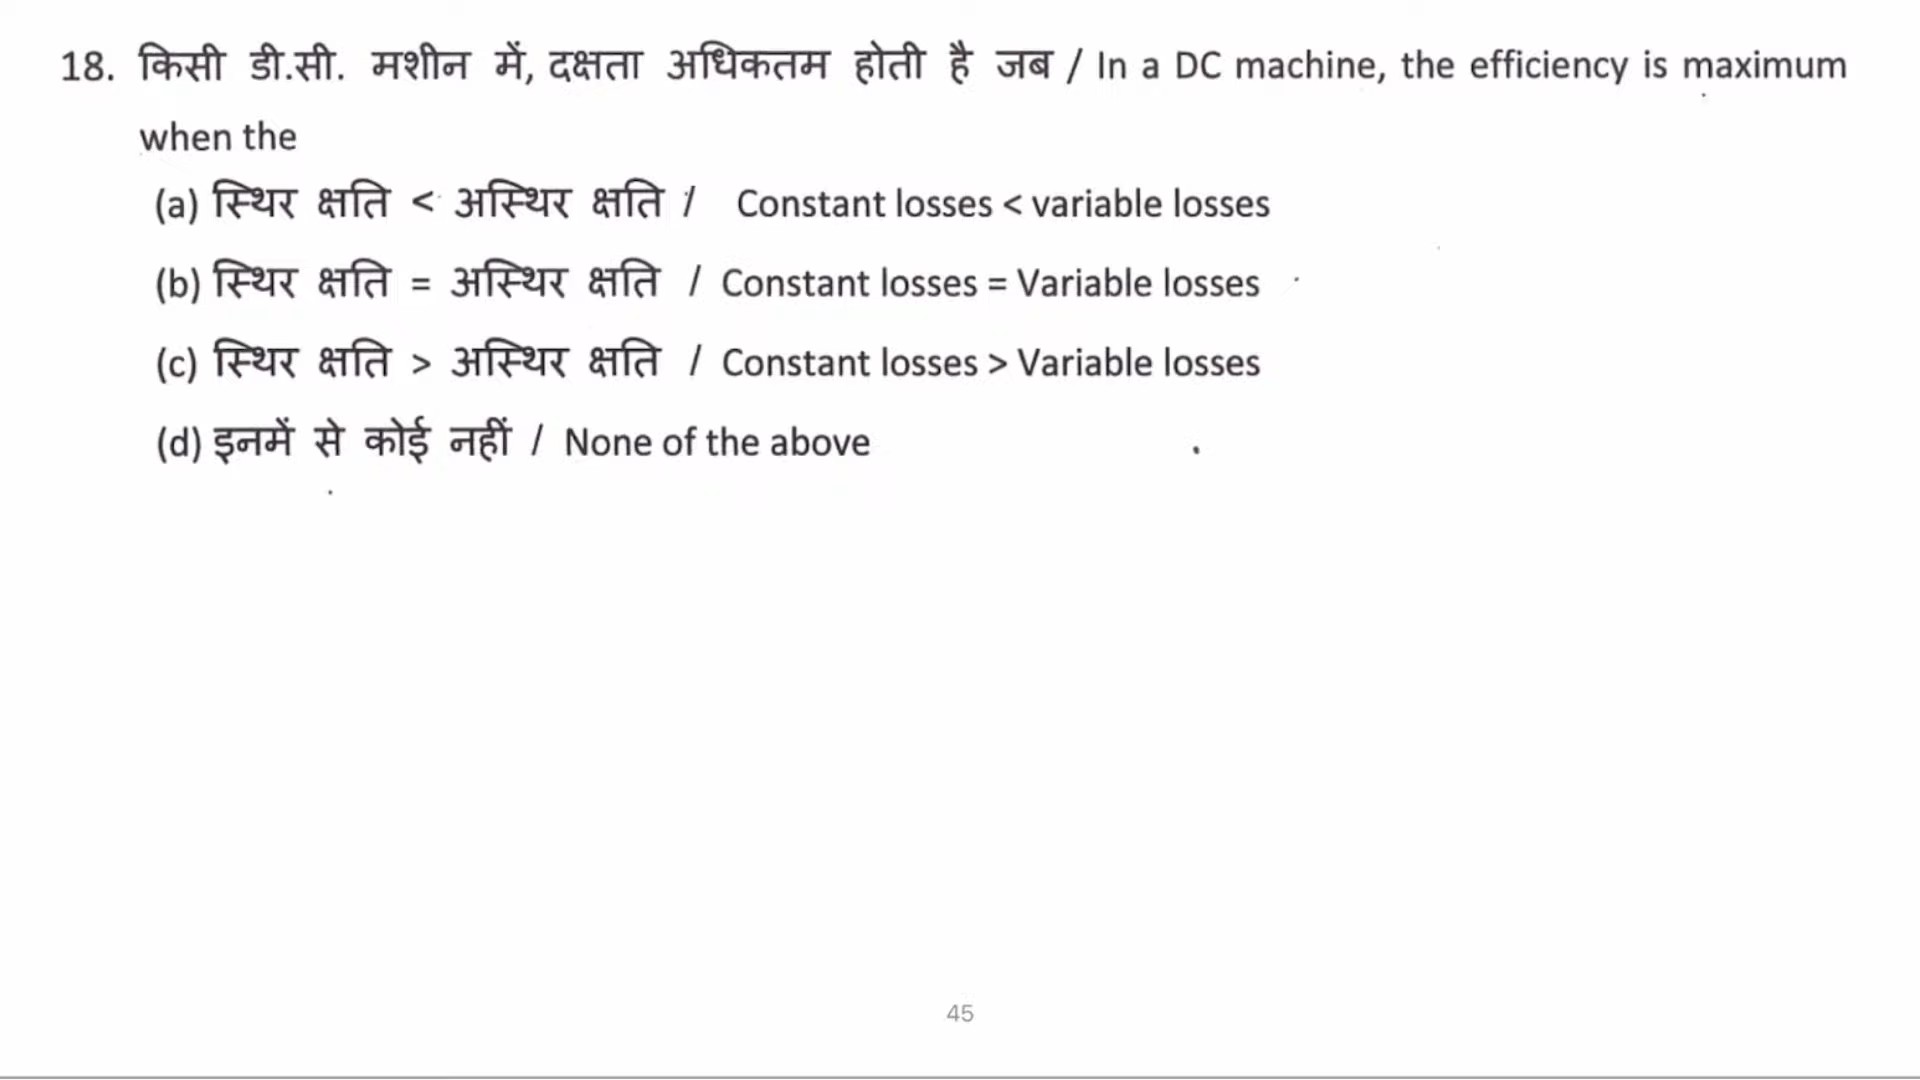 18. किसी डी.सी. मशीन में, दक्षता अधिकतम होती है जब / In a DC machine, the efficiency is maximum
when the
(a) स्थिर क्षति < अस्थिर क्षति / Constant losses < variable losses
(b) स्थिर क्षति = अस्थिर क्षति / Constant losses = Variable losses
(c) स्थिर क्षति > अस्थिर क्षति / Constant losses > Variable losses
(d) इनमें से कोई नहीं / None of the above
45